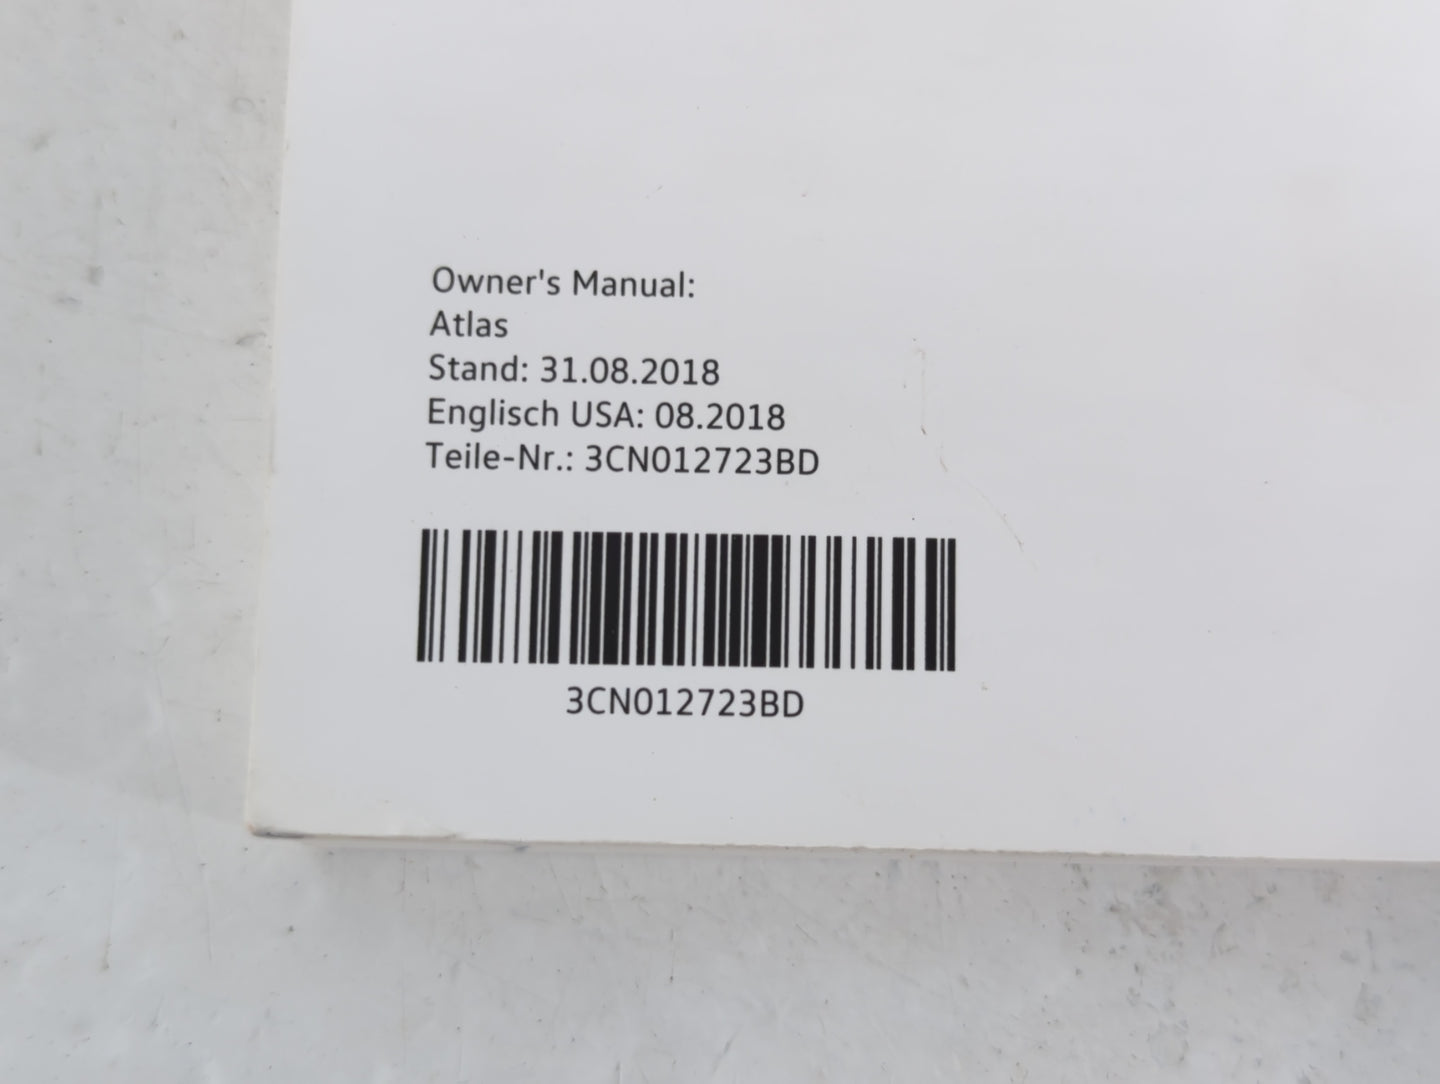 Owner's Manual:
Atlas
Stand: 31.08.2018
Englisch USA: 08.2018
Teile-Nr.: 3CN012723BD
3CN012723BD